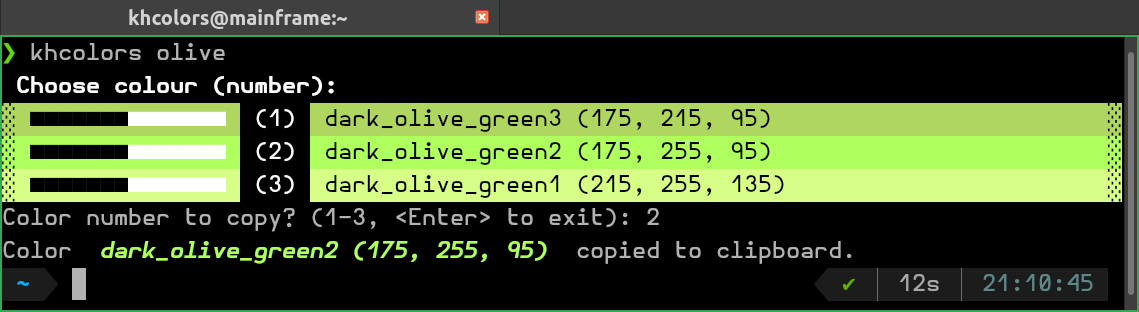 khcolors@mainframe:~
❯ khcolors olive
Choose colour (number):
(1) dark_olive_green3 (175, 215, 95)
(2) dark_olive_green2 (175, 255, 95)
(3) dark_olive_green1 (215, 255, 135)
Color number to copy? (1-3, <Enter> to exit): 2
Color dark_olive_green2 (175, 255, 95) copied to clipboard.
~ ✔ 12s 21:10:45